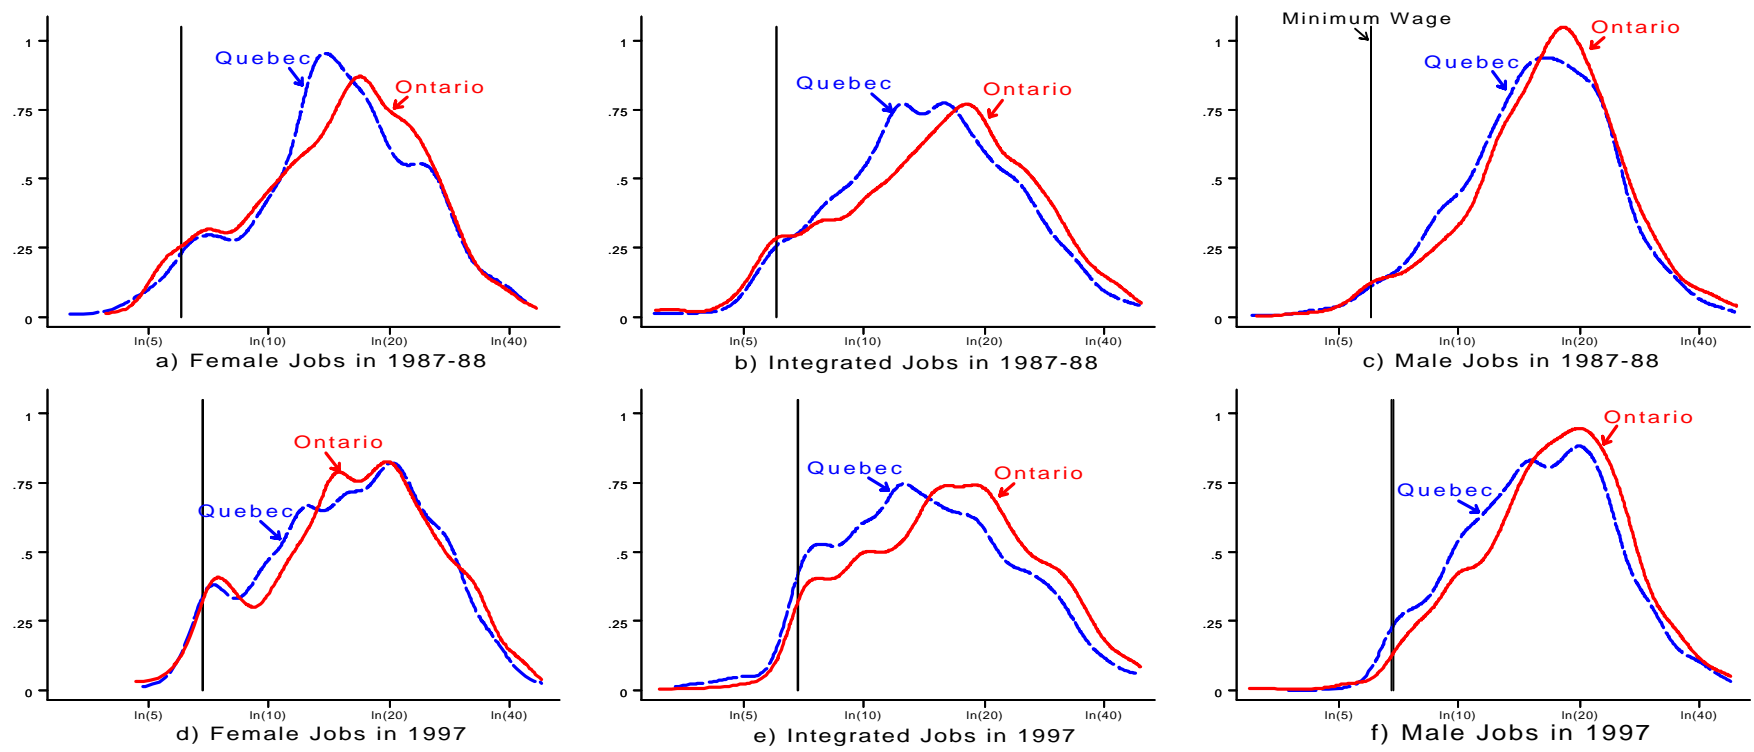 Minimum Wage
1
.75
.5
.25
0
Quebec
Ontario
ln(5) ln(10) ln(20) ln(40)
a) Female Jobs in 1987-88
1
.75
.5
.25
0
Quebec
Ontario
ln(5) ln(10) ln(20) ln(40)
b) Integrated Jobs in 1987-88
1
.75
.5
.25
0
Ontario
Quebec
ln(5) ln(10) ln(20) ln(40)
c) Male Jobs in 1987-88
1
.75
.5
.25
0
Ontario
Quebec
ln(5) ln(10) ln(20) ln(40)
d) Female Jobs in 1997
1
.75
.5
.25
0
Quebec
Ontario
ln(5) ln(10) ln(20) ln(40)
e) Integrated Jobs in 1997
1
.75
.5
.25
0
Ontario
Quebec
ln(5) ln(10) ln(20) ln(40)
f) Male Jobs in 1997